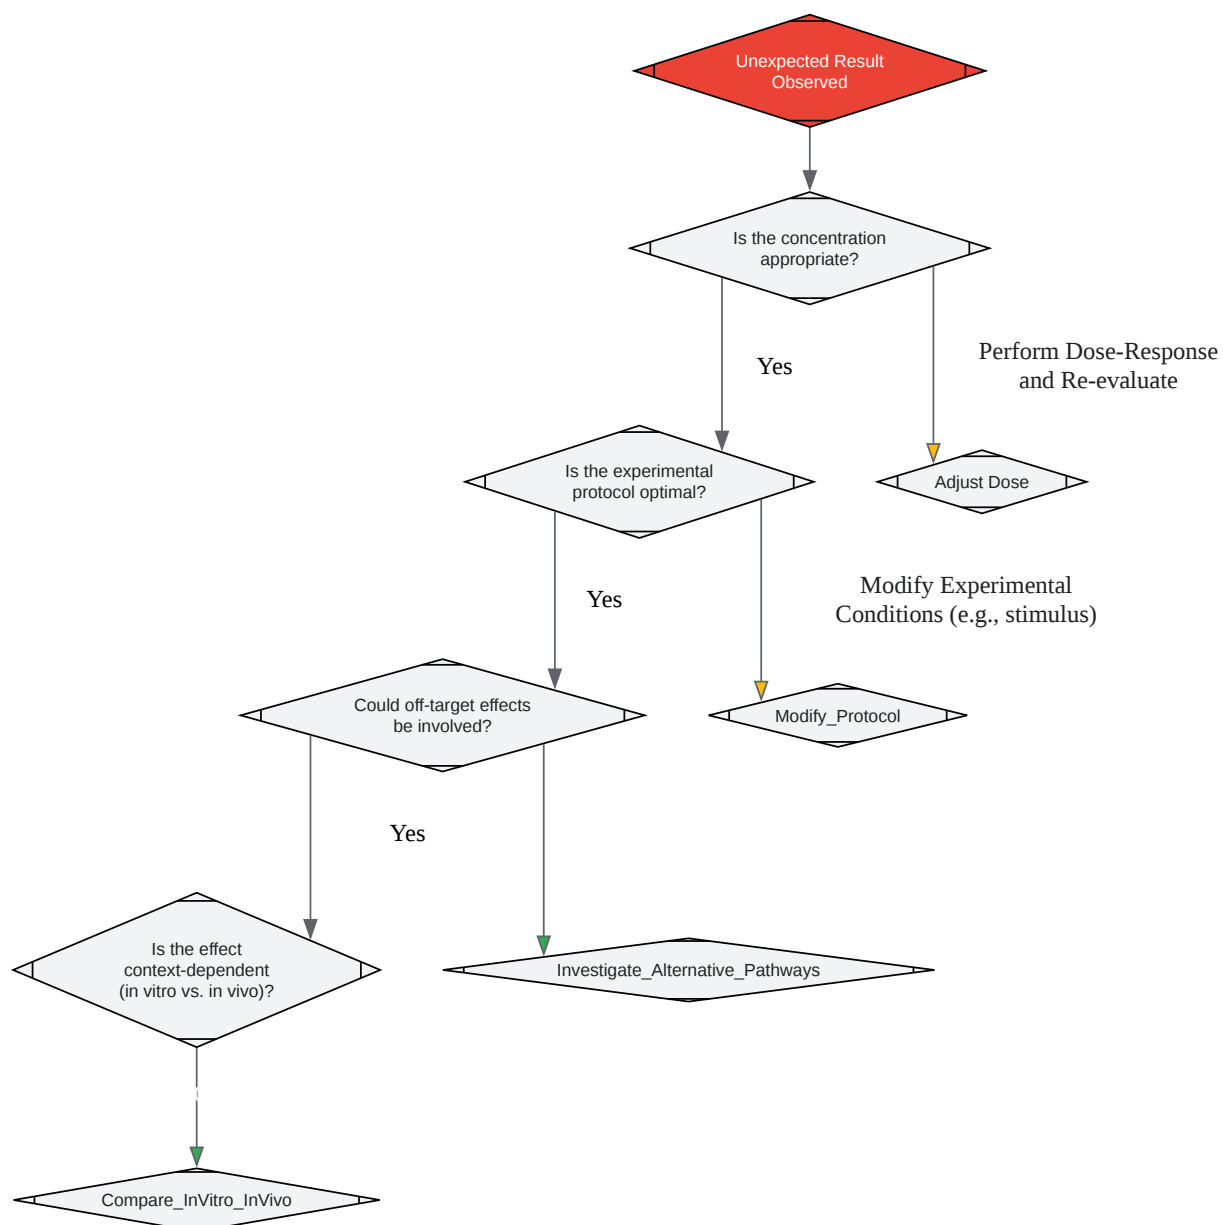 Unexpected Result
Observed
Is the concentration
appropriate?
Yes
Perform Dose-Response
and Re-evaluate
Is the experimental
protocol optimal?
Adjust Dose
Yes
Modify Experimental
Conditions (e.g., stimulus)
Could off-target effects
be involved?
Modify_Protocol
Yes
Is the effect
context-dependent
(in vitro vs. in vivo)?
Investigate_Alternative_Pathways
Compare_InVitro_InVivo